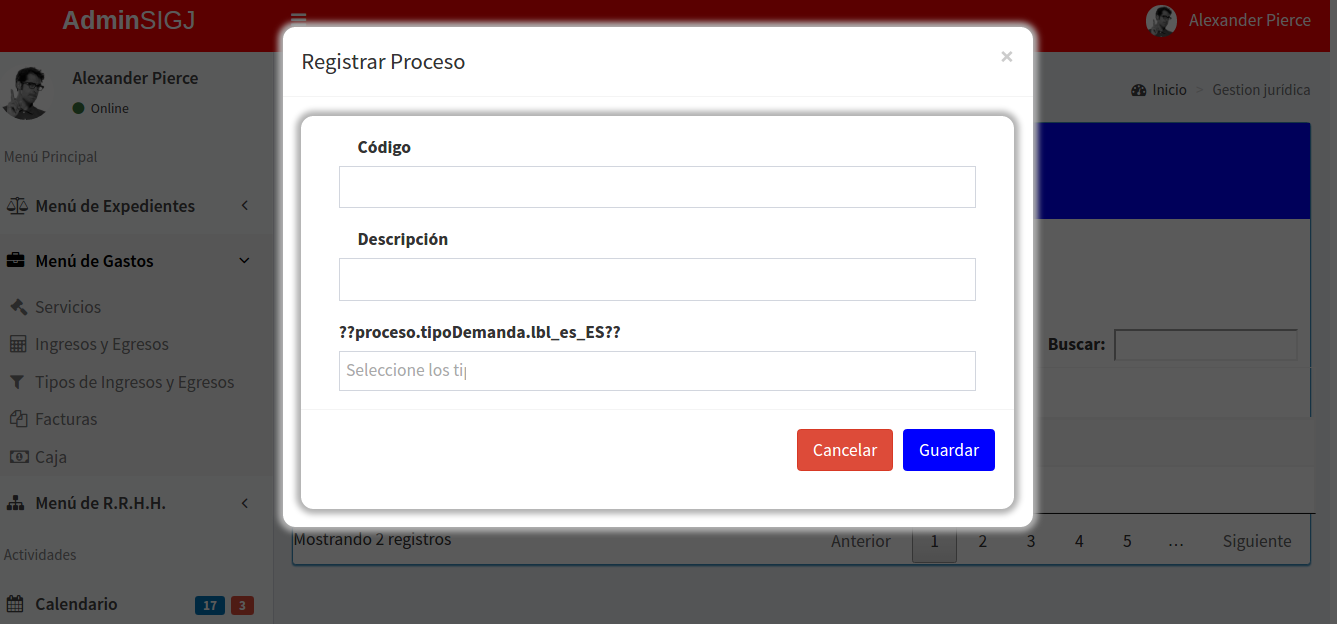 AdminSIGJ
Alexander Pierce
Alexander Pierce
Online
Menú Principal
Menú de Expedientes
Menú de Gastos
Servicios
Ingresos y Egresos
Tipos de Ingresos y Egresos
Facturas
Caja
Menú de R.R.H.H.
Actividades
Calendario 17 3
Inicio > Gestion juridica
Registrar Proceso ×
Código
Descripción
??proceso.tipoDemanda.lbl_es_ES??
Seleccione los tip
Cancelar Guardar
Buscar:
Mostrando 2 registros
Anterior 1 2 3 4 5 … Siguiente